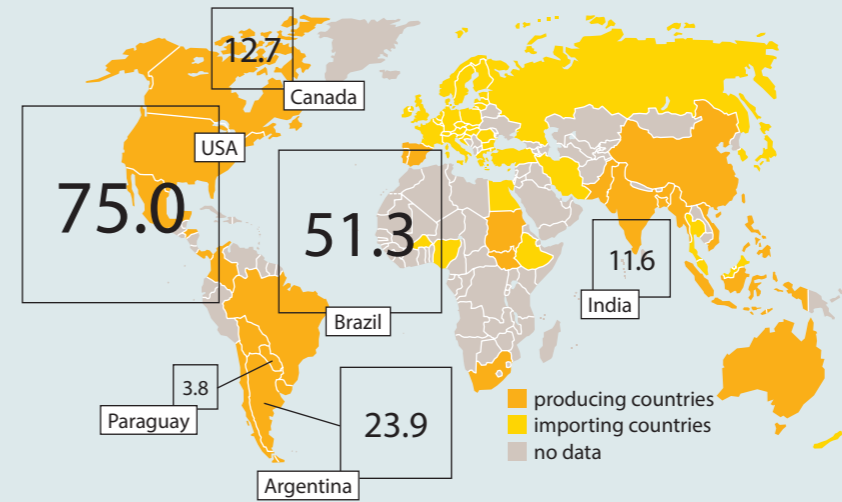 12.7
Canada
USA
75.0
51.3
Brazil
11.6
India
3.8
Paraguay
23.9
Argentina
producing countries
importing countries
no data